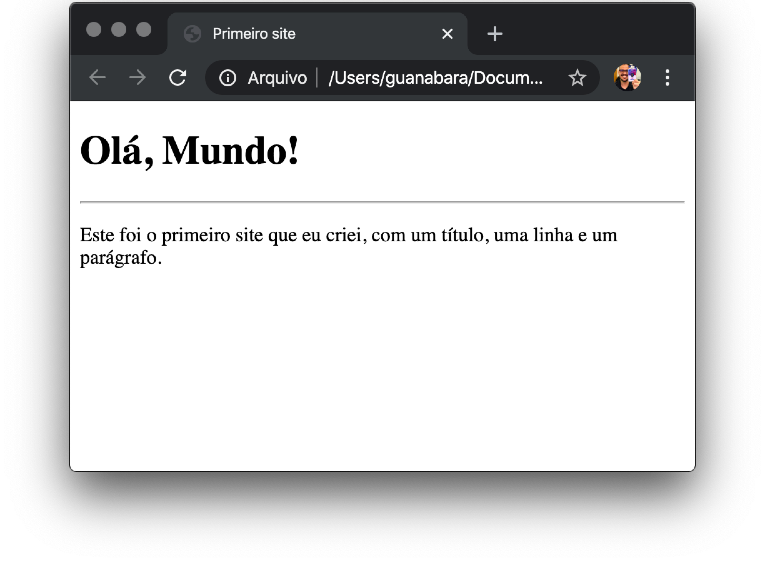 Primeiro site
Arquivo | /Users/guanabara/Docum...
Olá, Mundo!
Este foi o primeiro site que eu criei, com um título, uma linha e um
parágrafo.